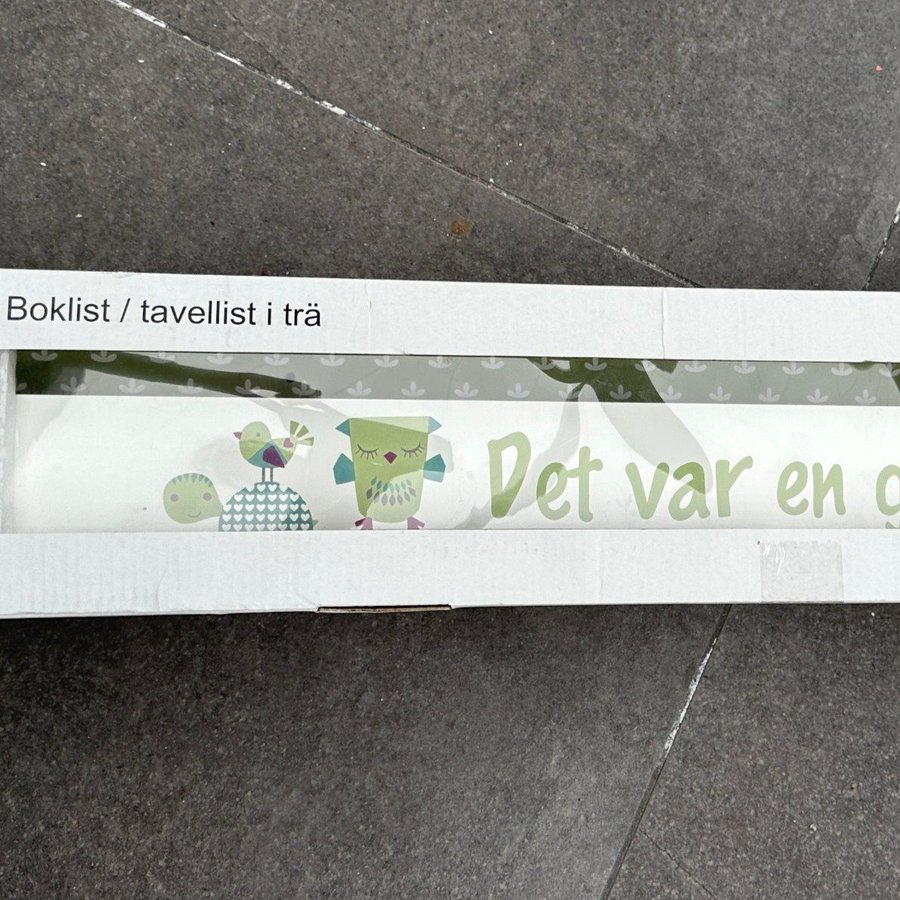 Boklist / tavellist i trä
Det var en g